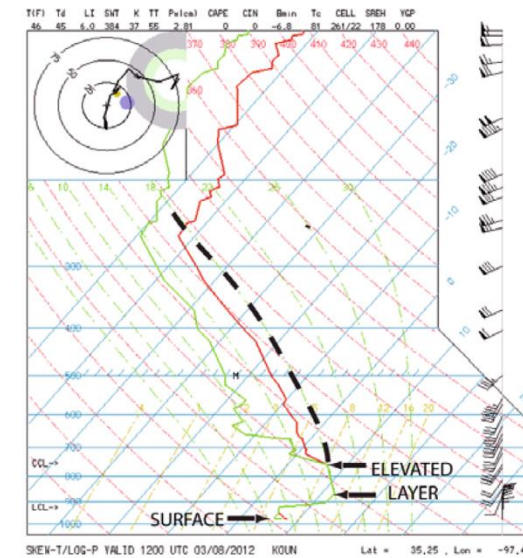 T(F) Td LI SWT K TT Pw(cm) CAPE CIN Bmin Tc CELL SREH VGP
46 45 6.0 384 37 55 2.81 0 0 -6.8 81 261/22 178 0.00
370 380 390 400 410 420 430 440
360
-30
-20
-10
0
10
6 10 14 18 22 26 30
300
400
500
M
600
700
CCL->
800
900
LCL->
1000
ELEVATED
LAYER
SURFACE
SKEW-T/LOG-P VALID 1200 UTC 03/08/2012 KOUN Lat = 35.25, Lon =